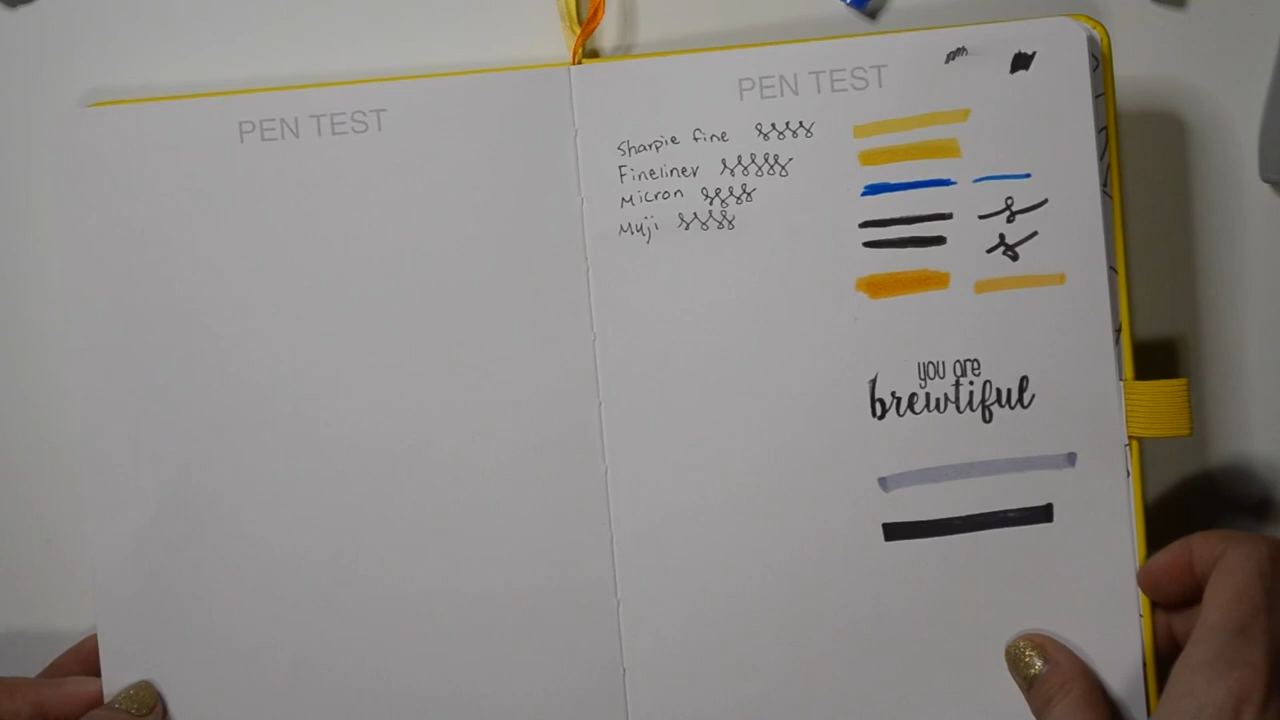 PEN TEST
PEN TEST
Sharpie fine
Fineliner
Micron
Muji
you are
brewtiful